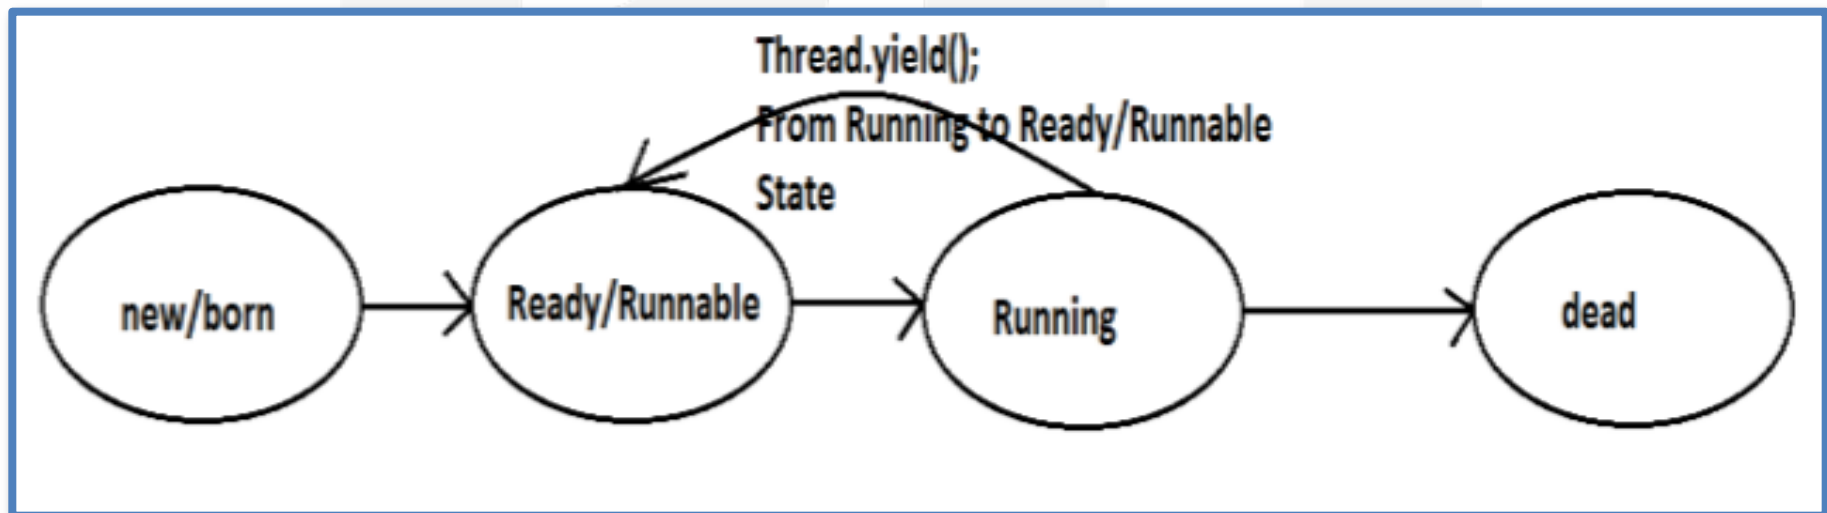 Thread.yield();
From Running to Ready/Runnable
State
new/born
Ready/Runnable
Running
dead